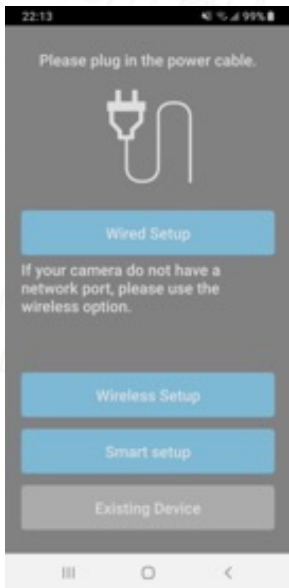 22:13 99%
Please plug in the power cable.
Wired Setup
If your camera do not have a
network port, please use the
wireless option.
Wireless Setup
Smart setup
Existing Device